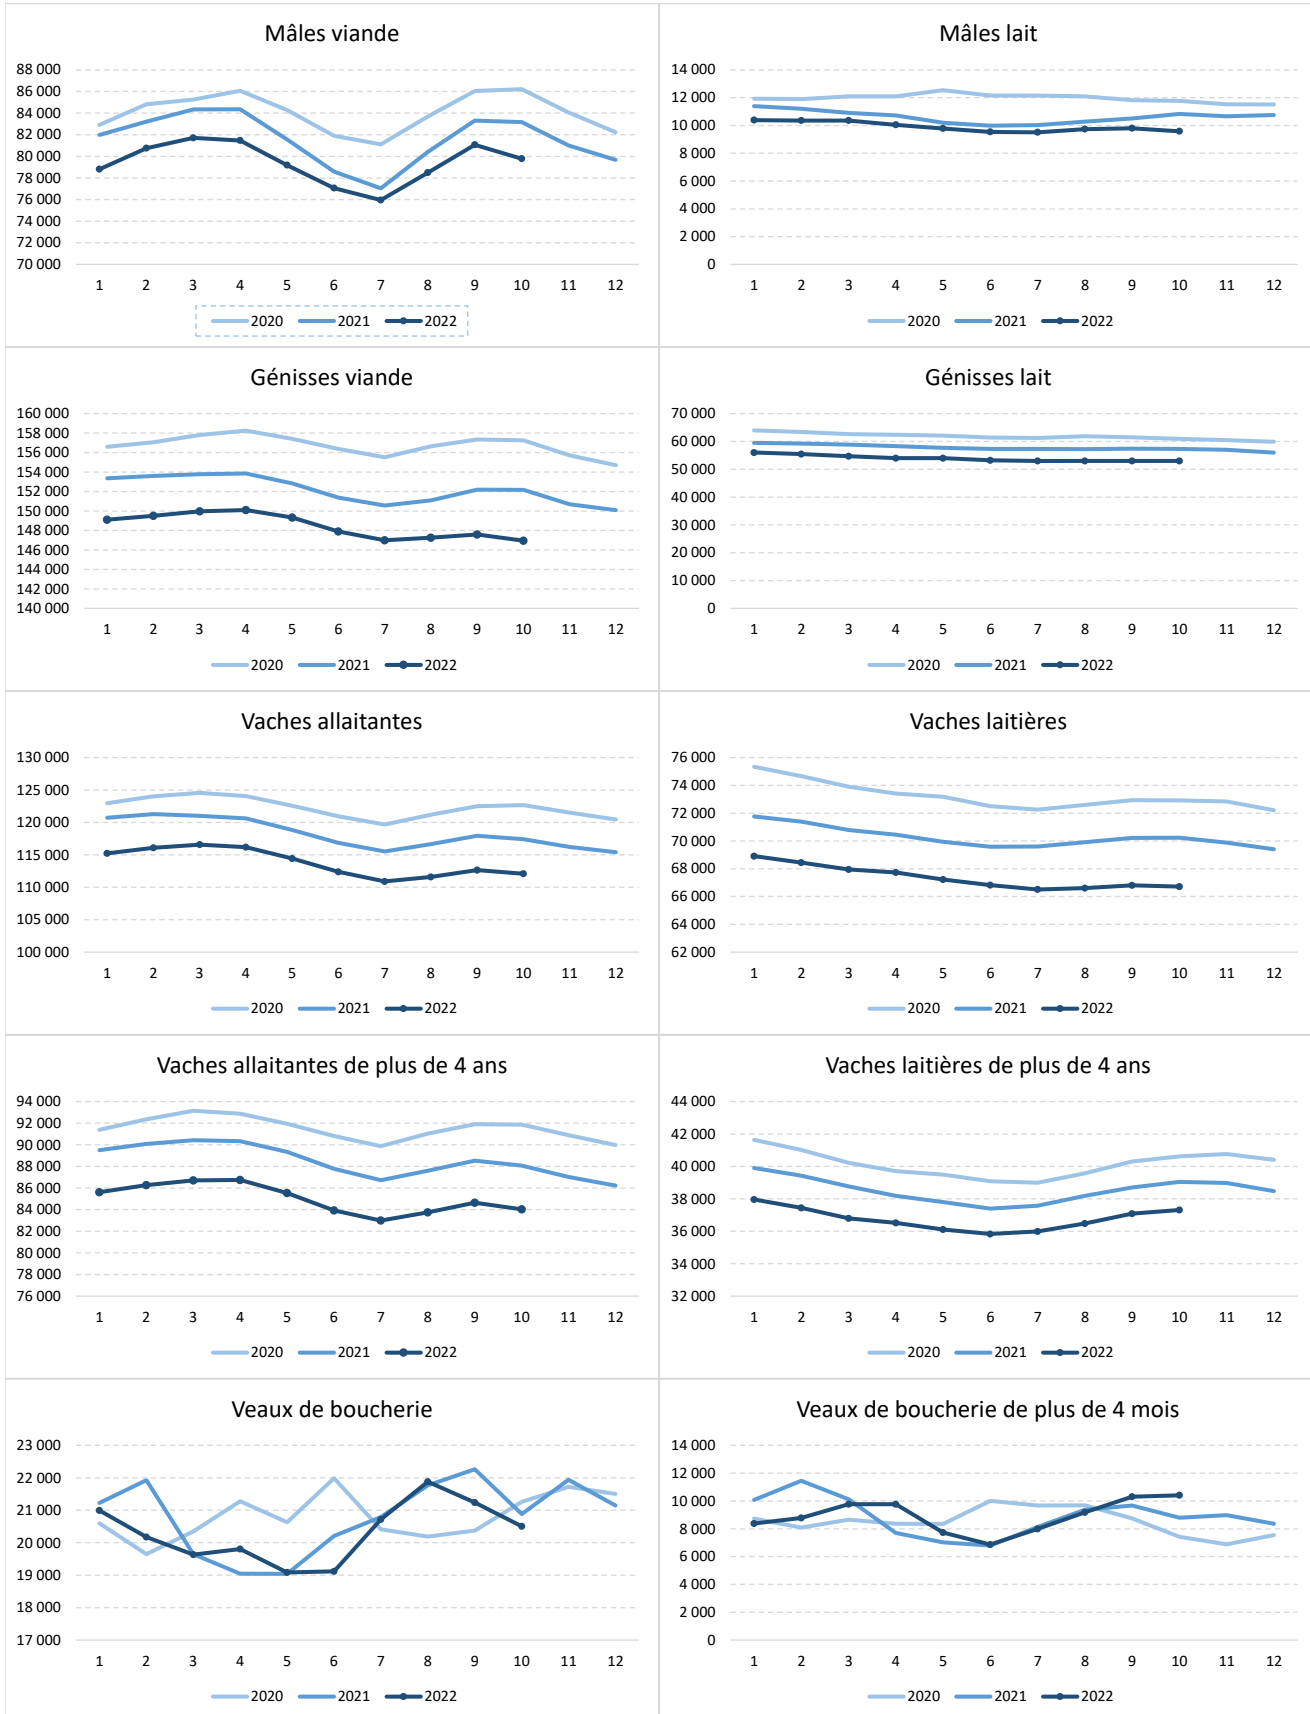 Mâles viande
88 000
86 000
84 000
82 000
80 000
78 000
76 000
74 000
72 000
70 000
1 2 3 4 5 6 7 8 9 10 11 12
2020 2021 2022
Mâles lait
14 000
12 000
10 000
8 000
6 000
4 000
2 000
0
1 2 3 4 5 6 7 8 9 10 11 12
2020 2021 2022
Génisses viande
160 000
158 000
156 000
154 000
152 000
150 000
148 000
146 000
144 000
142 000
140 000
1 2 3 4 5 6 7 8 9 10 11 12
2020 2021 2022
Génisses lait
70 000
60 000
50 000
40 000
30 000
20 000
10 000
0
1 2 3 4 5 6 7 8 9 10 11 12
2020 2021 2022
Vaches allaitantes
130 000
125 000
120 000
115 000
110 000
105 000
100 000
1 2 3 4 5 6 7 8 9 10 11 12
2020 2021 2022
Vaches laitières
76 000
74 000
72 000
70 000
68 000
66 000
64 000
62 000
1 2 3 4 5 6 7 8 9 10 11 12
2020 2021 2022
Vaches allaitantes de plus de 4 ans
94 000
92 000
90 000
88 000
86 000
84 000
82 000
80 000
78 000
76 000
1 2 3 4 5 6 7 8 9 10 11 12
2020 2021 2022
Vaches laitières de plus de 4 ans
44 000
42 000
40 000
38 000
36 000
34 000
32 000
1 2 3 4 5 6 7 8 9 10 11 12
2020 2021 2022
Veaux de boucherie
23 000
22 000
21 000
20 000
19 000
18 000
17 000
1 2 3 4 5 6 7 8 9 10 11 12
2020 2021 2022
Veaux de boucherie de plus de 4 mois
14 000
12 000
10 000
8 000
6 000
4 000
2 000
0
1 2 3 4 5 6 7 8 9 10 11 12
2020 2021 2022